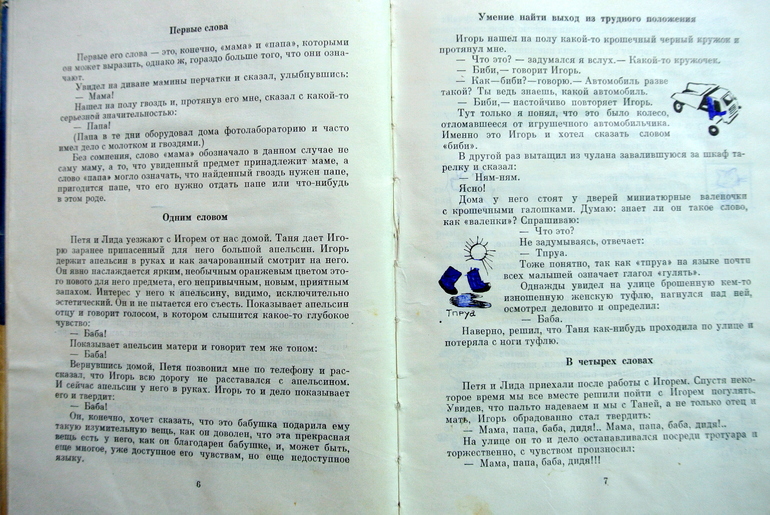 Первые слова
Первые его слова — это, конечно, «мама» и «папа», которыми
он может выразить, однако ж, гораздо больше того, что они озна-
чают.
Увидел на диване мамины перчатки и сказал, улыбнувшись:
— Мама!
Нашел на полу гвоздь и, протянув его мне, сказал с какой-то
серьезной значительностью:
— Папа!
(Папа в те дни оборудовал дома фотолабораторию и часто
имел дело с молотком и гвоздями.)
Без сомнения, слово «мама» обозначало в данном случае не
саму маму, а то, что увиденный предмет принадлежит маме, а
слово «папа» могло означать, что найденный гвоздь нужен папе,
пригодится папе, что его нужно отдать папе или что-нибудь
в этом роде.
Одним словом
Петя и Лида уезжают с Игорем от нас домой. Таня дает Иго-
рю заранее припасенный для него большой апельсин. Игорь
держит апельсин в руках и как зачарованный смотрит на него.
Он явно наслаждается ярким, необычным оранжевым цветом это-
го нового для него предмета, его непривычным, новым, приятным
запахом. Интерес у него к апельсину, видимо, исключительно
эстетический. Он и не пытается его съесть. Показывает апельсин
отцу и говорит голосом, в котором слышится какое-то глубокое
чувство:
— Баба!
Показывает апельсин матери и говорит тем же тоном:
— Баба!
Вернувшись домой, Петя позвонил мне по телефону и рас-
сказал, что Игорь всю дорогу не расставался с апельсином.
И сейчас апельсин у него в руках. Игорь то и дело показывает
его и твердит:
— Баба!
Он, конечно, хочет сказать, что это бабушка подарила ему
такую изумительную вещь, как он доволен, что эта прекрасная
вещь есть у него, как он благодарен бабушке, и, может быть,
еще многое, уже доступное его чувствам, но еще недоступное
языку.
6
Умение найти выход из трудного положения
Игорь нашел на полу какой-то крошечный черный кружок и
протянул мне.
— Что это? — задумался я вслух.— Какой-то кружочек.
— Биби,— говорит Игорь.
— Как—биби?—говорю.— Автомобиль разве
такой? Ты ведь знаешь, какой автомобиль.
— Биби,— настойчиво повторяет Игорь.
Тут только я понял, что это было колесо,
отломавшееся от игрушечного автомобильчика.
Именно это Игорь и хотел сказать словом
«биби».
В другой раз вытащил из чулана завалившуюся за шкаф та-
релку и сказал:
— Ням-ням.
Ясно!
Дома у него стоят у дверей миниатюрные валеночки
с крошечными галошками. Думаю: знает ли он такое слово,
как «валенки»? Спрашиваю:
— Что это?
Не задумываясь, отвечает:
— Тпруа.
Тоже понятно, так как «тпруа» на языке почти
всех малышей означает глагол «гулять».
Однажды увидел на улице брошенную кем-то
изношенную женскую туфлю, нагнулся над ней,
осмотрел деловито и определил:
— Баба.
Тпруа
Наверно, решил, что Таня как-нибудь проходила по улице и
потеряла с ноги туфлю.
В четырех словах
Петя и Лида приехали после работы с Игорем. Спустя неко-
торое время мы все вместе решили пойти с Игорем погулять.
Увидев, что пальто надеваем и мы с Таней, а не только отец и
мать, Игорь обрадованно стал твердить:
— Мама, папа, баба, дидя!.. Мама, папа, баба, дидя!..
На улице он то и дело останавливался посреди тротуара и
торжественно, с чувством произносил:
— Мама, папа, баба, дидя!!!
7